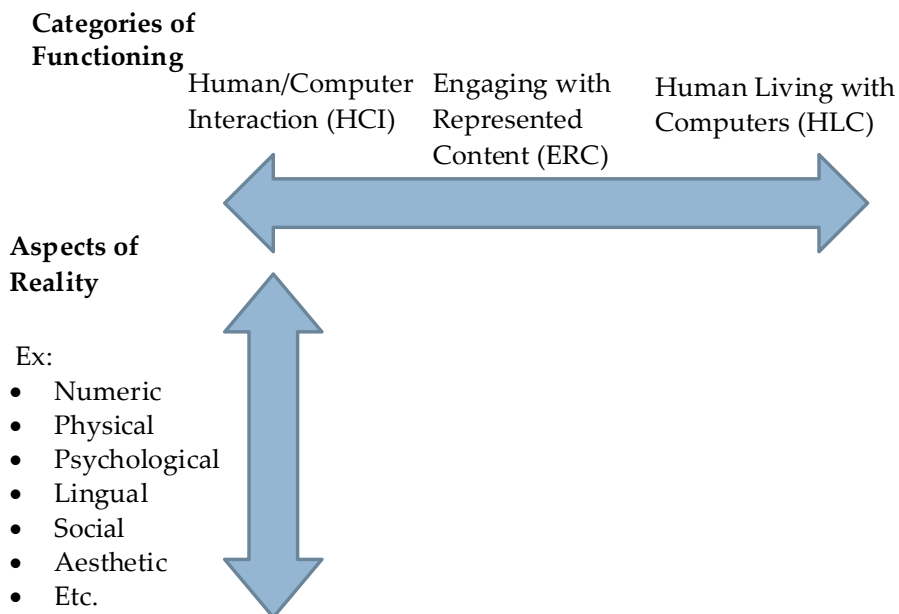 Categories of
Functioning
Human/Computer
Interaction (HCI)
Engaging with
Represented
Content (ERC)
Human Living with
Computers (HLC)
Aspects of
Reality
Ex:
• Numeric
• Physical
• Psychological
• Lingual
• Social
• Aesthetic
• Etc.